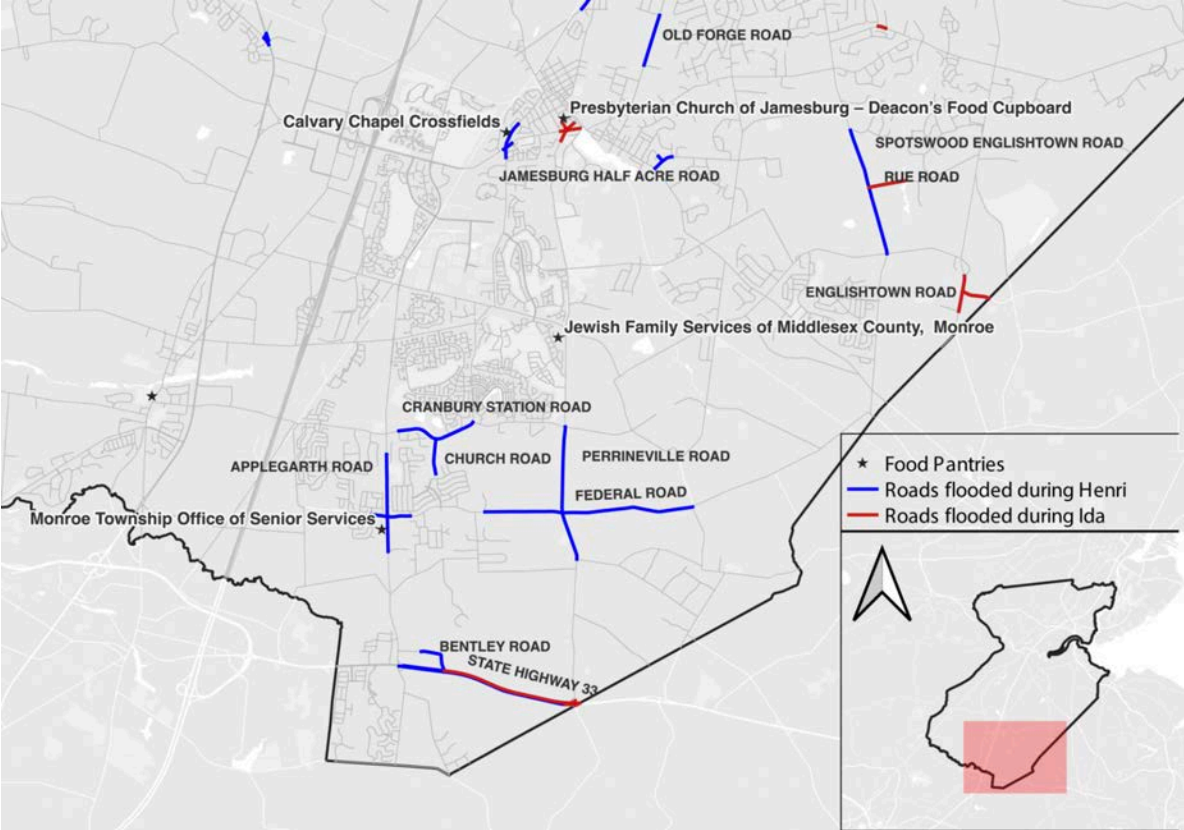 OLD FORGE ROAD
Presbyterian Church of Jamesburg – Deacon's Food Cupboard
Calvary Chapel Crossfields
SPOTSWOOD ENGLISHTOWN ROAD
JAMESBURG HALF ACRE ROAD
RUE ROAD
ENGLISHTOWN ROAD
Jewish Family Services of Middlesex County, Monroe
CRANBURY STATION ROAD
APPLEGARTH ROAD
CHURCH ROAD
PERRINEVILLE ROAD
FEDERAL ROAD
Monroe Township Office of Senior Services
BENTLEY ROAD
STATE HIGHWAY 33
Food Pantries
Roads flooded during Henri
Roads flooded during Ida